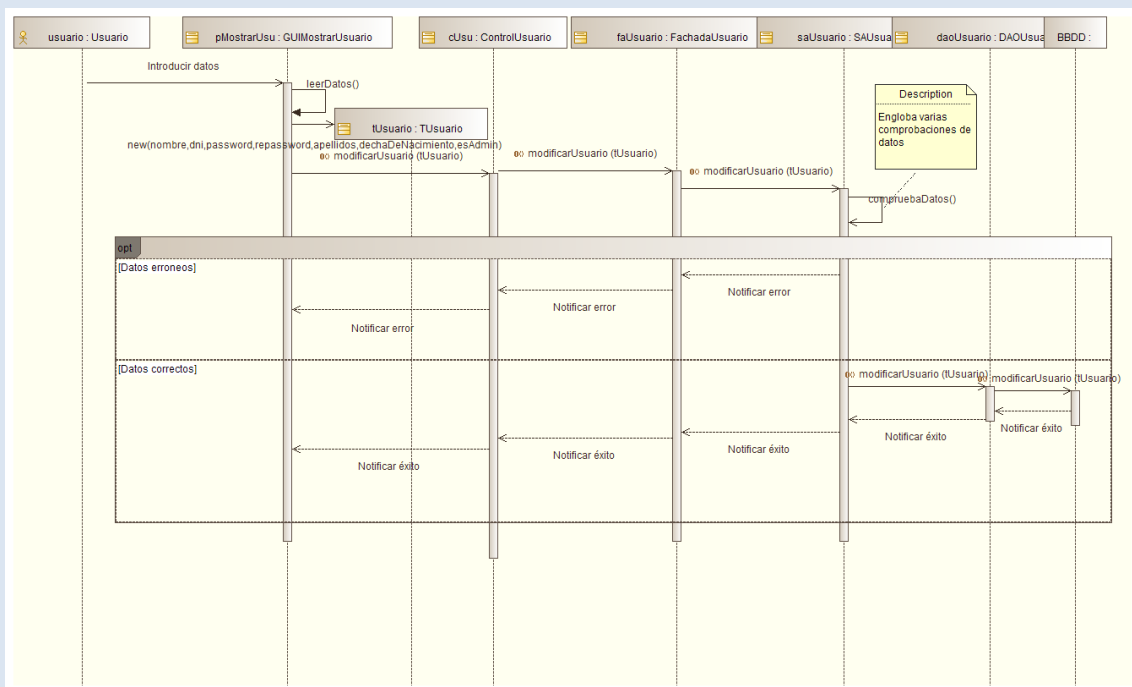 usuario : Usuario
pMostrarUsu : GUIMostrarUsuario
cUsu : ControlUsuario
faUsuario : FachadaUsuario
saUsuario : SAUsua
daoUsuario : DAOUsua
BBDD :
Introducir datos
leerDatos()
Description
Engloba varias
comprobaciones de
datos
tUsuario : TUsuario
new(nombre,dni,password,repassword,apellidos,dechaDeNacimiento,esAdmin)
modificarUsuario (tUsuario)
modificarUsuario (tUsuario)
modificarUsuario (tUsuario)
compruebaDatos()
opt
[Datos erroneos]
Notificar error
Notificar error
Notificar error
[Datos correctos]
modificarUsuario (tUsuario)
modificarUsuario (tUsuario)
Notificar éxito
Notificar éxito
Notificar éxito
Notificar éxito
Notificar éxito